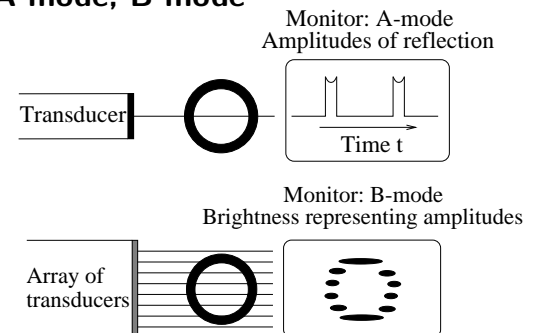 A-mode, B-mode
Monitor: A-mode
Amplitudes of reflection
Transducer
Time t
Monitor: B-mode
Brightness representing amplitudes
Array of
transducers